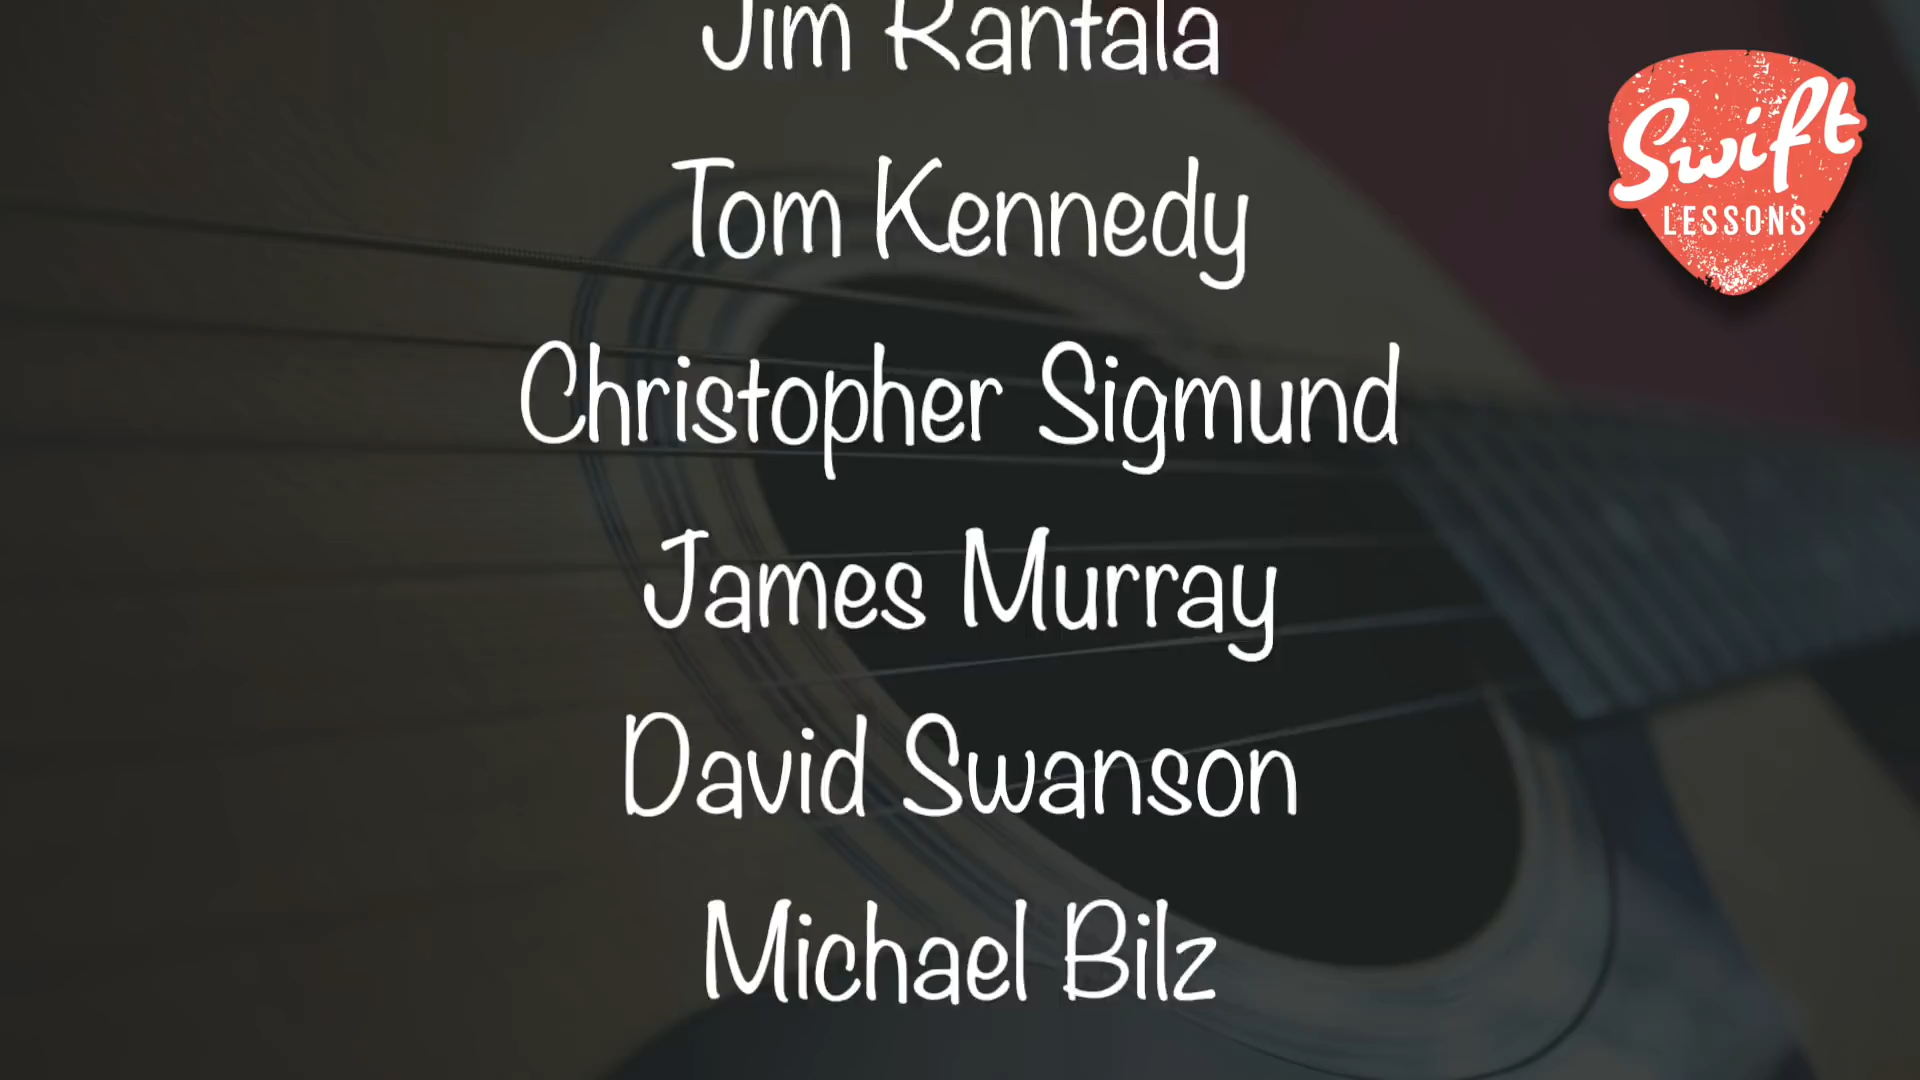 Jim Rantala
Tom Kennedy
Christopher Sigmund
James Murray
David Swanson
Michael Bilz
Swift
LESSONS